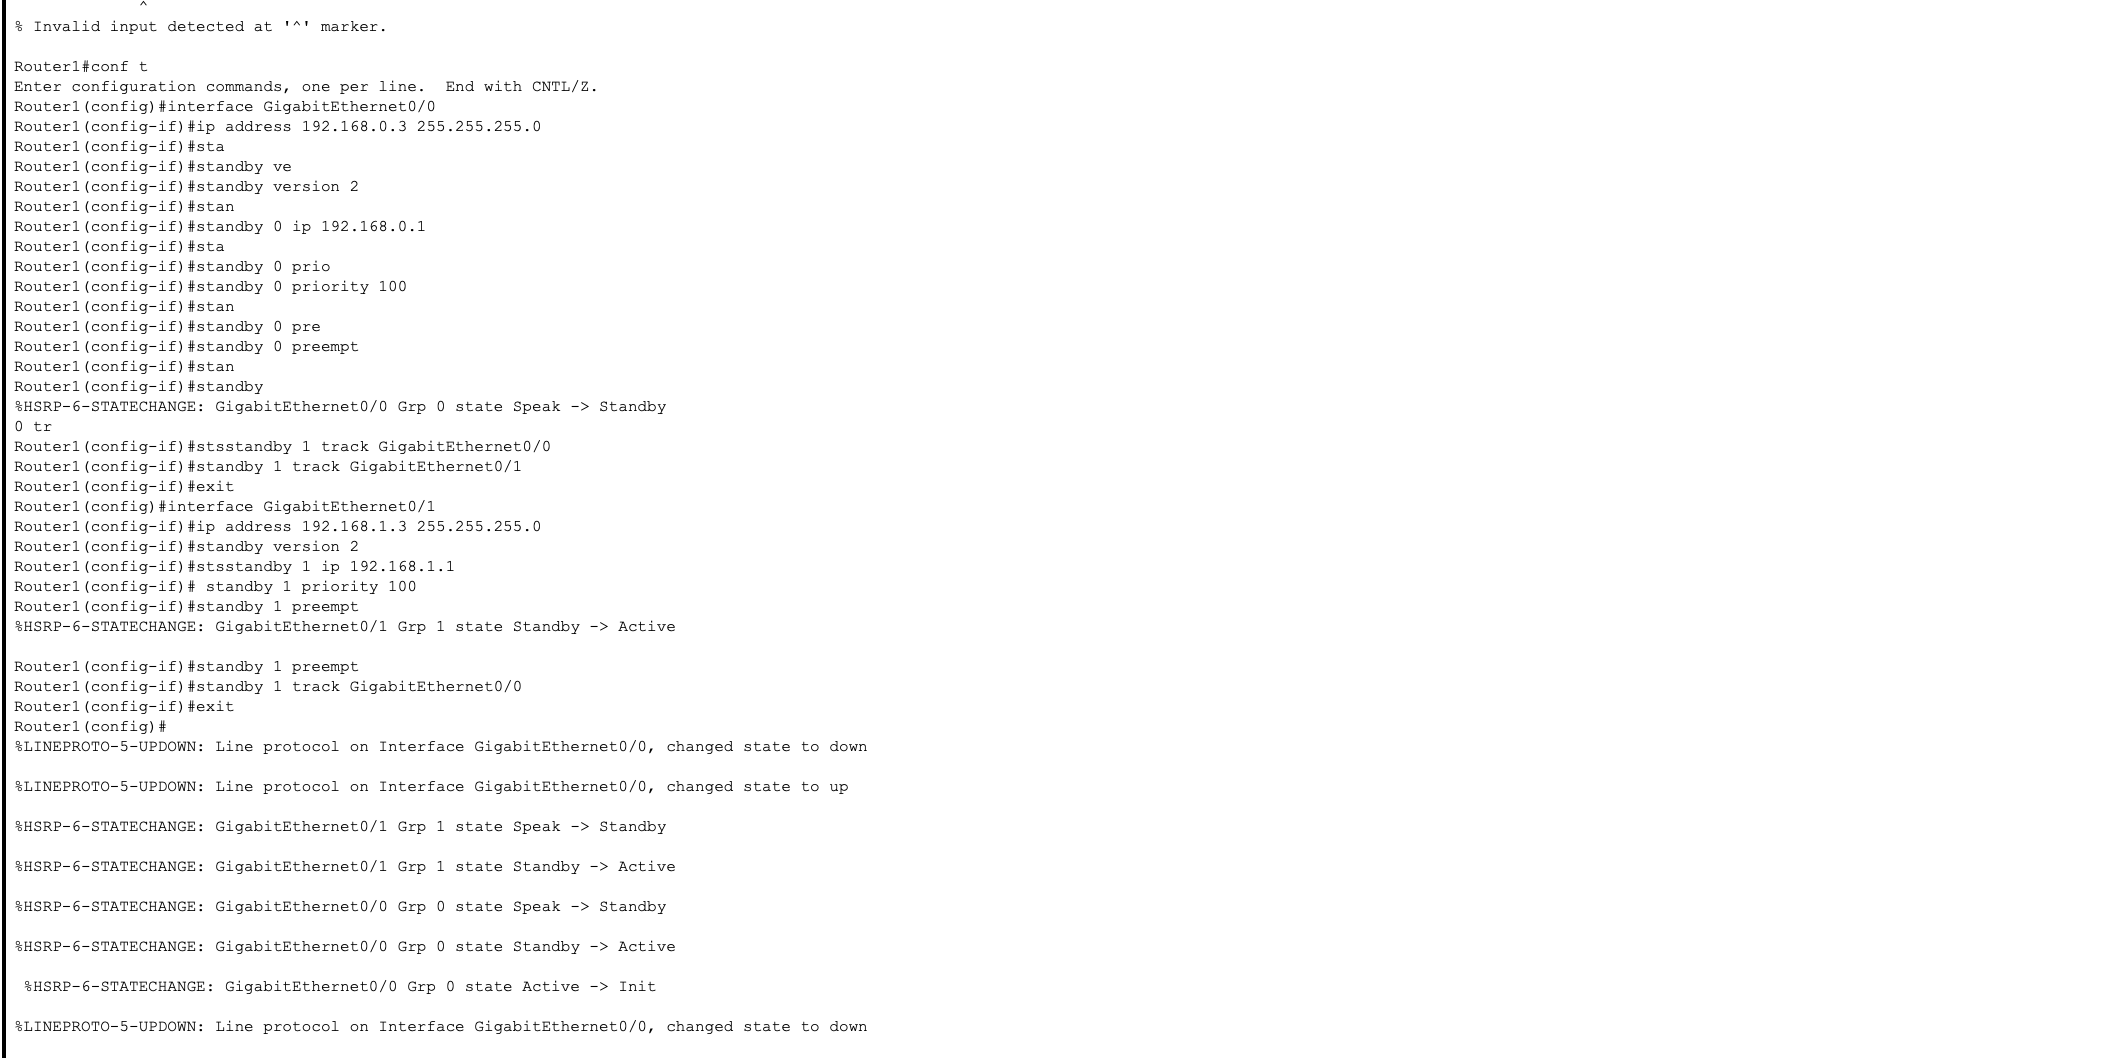 ^
% Invalid input detected at '^' marker.
Router1#conf t
Enter configuration commands, one per line.  End with CNTL/Z.
Router1(config)#interface GigabitEthernet0/0
Router1(config-if)#ip address 192.168.0.3 255.255.255.0
Router1(config-if)#sta
Router1(config-if)#standby ve
Router1(config-if)#standby version 2
Router1(config-if)#stan
Router1(config-if)#standby 0 ip 192.168.0.1
Router1(config-if)#sta
Router1(config-if)#standby 0 prio
Router1(config-if)#standby 0 priority 100
Router1(config-if)#stan
Router1(config-if)#standby 0 pre
Router1(config-if)#standby 0 preempt
Router1(config-if)#stan
Router1(config-if)#standby
%HSRP-6-STATECHANGE: GigabitEthernet0/0 Grp 0 state Speak -> Standby
0 tr
Router1(config-if)#stsstandby 1 track GigabitEthernet0/0
Router1(config-if)#standby 1 track GigabitEthernet0/1
Router1(config-if)#exit
Router1(config)#interface GigabitEthernet0/1
Router1(config-if)#ip address 192.168.1.3 255.255.255.0
Router1(config-if)#standby version 2
Router1(config-if)#stsstandby 1 ip 192.168.1.1
Router1(config-if)# standby 1 priority 100
Router1(config-if)#standby 1 preempt
%HSRP-6-STATECHANGE: GigabitEthernet0/1 Grp 1 state Standby -> Active
Router1(config-if)#standby 1 preempt
Router1(config-if)#standby 1 track GigabitEthernet0/0
Router1(config-if)#exit
Router1(config)#
%LINEPROTO-5-UPDOWN: Line protocol on Interface GigabitEthernet0/0, changed state to down
%LINEPROTO-5-UPDOWN: Line protocol on Interface GigabitEthernet0/0, changed state to up
%HSRP-6-STATECHANGE: GigabitEthernet0/1 Grp 1 state Speak -> Standby
%HSRP-6-STATECHANGE: GigabitEthernet0/1 Grp 1 state Standby -> Active
%HSRP-6-STATECHANGE: GigabitEthernet0/0 Grp 0 state Speak -> Standby
%HSRP-6-STATECHANGE: GigabitEthernet0/0 Grp 0 state Standby -> Active
%HSRP-6-STATECHANGE: GigabitEthernet0/0 Grp 0 state Active -> Init
%LINEPROTO-5-UPDOWN: Line protocol on Interface GigabitEthernet0/0, changed state to down